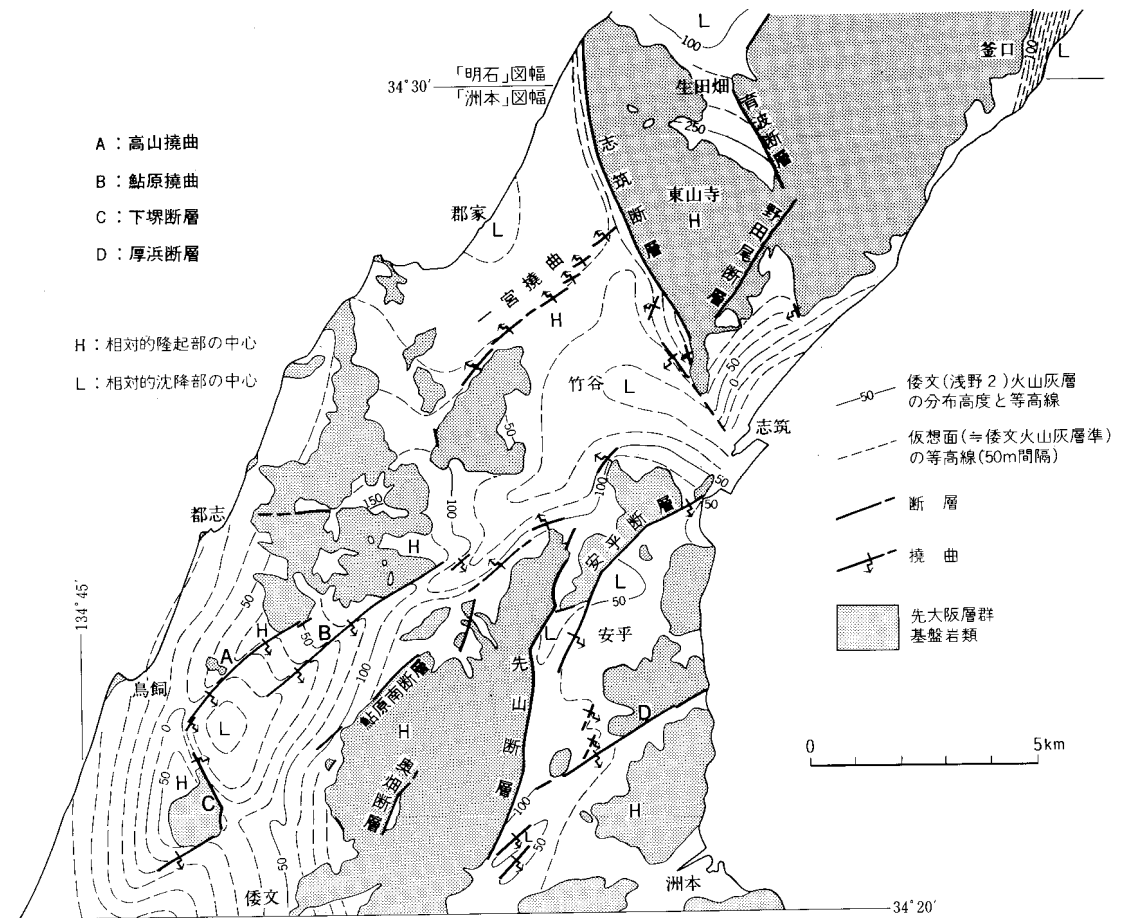 L
100
釜口
100
L
34°30′
「明石」図幅
「洲本」図幅
生田畑
育波断層
250
A：高山撓曲
B：鮎原撓曲
C：下堺断層
D：厚浜断層
志筑断層
東山寺
H
野田尾断層
郡家
L
一宮撓曲
H
H：相対的隆起部の中心
L：相対的沈降部の中心
50
0
竹谷
L
50
志筑
50
倭文(浅野2)火山灰層
の分布高度と等高線
仮想面(≒倭文火山灰層準)
の等高線(50m間隔)
断層
撓曲
先大阪層群
基盤岩類
50
100
150
100
都志
H
安平断層
50
L
50
134°45′
50
H
50
B
A
安平
L
100
鳥飼
鮎原南断層
先山断層
0
L
H
D
0
5km
50
H
C
奥畑断層
100
L
50
H
50
倭文
洲本
34°20′